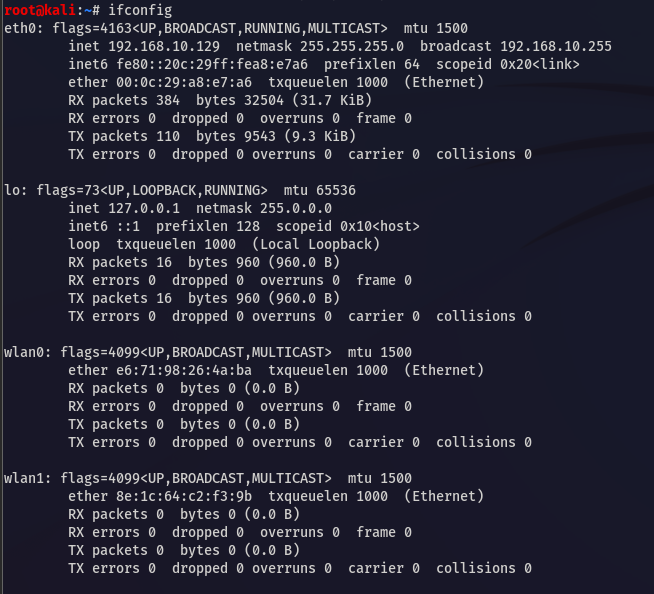 root@kali:~# ifconfig
eth0: flags=4163<UP,BROADCAST,RUNNING,MULTICAST>  mtu 1500
        inet 192.168.10.129  netmask 255.255.255.0  broadcast 192.168.10.255
        inet6 fe80::20c:29ff:fea8:e7a6  prefixlen 64  scopeid 0x20<link>
        ether 00:0c:29:a8:e7:a6  txqueuelen 1000  (Ethernet)
        RX packets 384  bytes 32504 (31.7 KiB)
        RX errors 0  dropped 0  overruns 0  frame 0
        TX packets 110  bytes 9543 (9.3 KiB)
        TX errors 0  dropped 0 overruns 0  carrier 0  collisions 0

lo: flags=73<UP,LOOPBACK,RUNNING>  mtu 65536
        inet 127.0.0.1  netmask 255.0.0.0
        inet6 ::1  prefixlen 128  scopeid 0x10<host>
        loop  txqueuelen 1000  (Local Loopback)
        RX packets 16  bytes 960 (960.0 B)
        RX errors 0  dropped 0  overruns 0  frame 0
        TX packets 16  bytes 960 (960.0 B)
        TX errors 0  dropped 0 overruns 0  carrier 0  collisions 0

wlan0: flags=4099<UP,BROADCAST,MULTICAST>  mtu 1500
        ether e6:71:98:26:4a:ba  txqueuelen 1000  (Ethernet)
        RX packets 0  bytes 0 (0.0 B)
        RX errors 0  dropped 0  overruns 0  frame 0
        TX packets 0  bytes 0 (0.0 B)
        TX errors 0  dropped 0 overruns 0  carrier 0  collisions 0

wlan1: flags=4099<UP,BROADCAST,MULTICAST>  mtu 1500
        ether 8e:1c:64:c2:f3:9b  txqueuelen 1000  (Ethernet)
        RX packets 0  bytes 0 (0.0 B)
        RX errors 0  dropped 0  overruns 0  frame 0
        TX packets 0  bytes 0 (0.0 B)
        TX errors 0  dropped 0 overruns 0  carrier 0  collisions 0